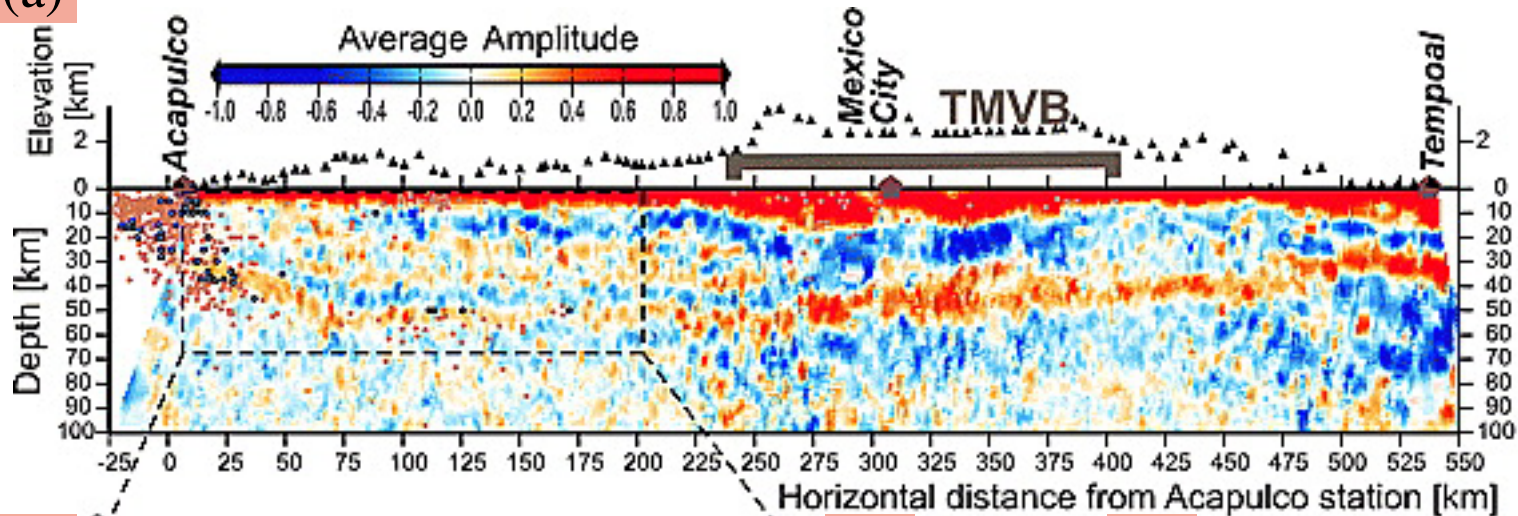 (a)
Average Amplitude
-1.0 -0.8 -0.6 -0.4 -0.2 0.0 0.2 0.4 0.6 0.8 1.0
Elevation
[km]
Acapulco
Mexico
City
TMVB
Tempoal
2 2
0 0
10 10
20 20
30 30
40 40
50 50
60 60
70 70
80 80
90 90
100 100
Depth [km]
-25 0 25 50 75 100 125 150 175 200 225 250 275 300 325 350 375 400 425 450 475 500 525 550
Horizontal distance from Acapulco station [km]